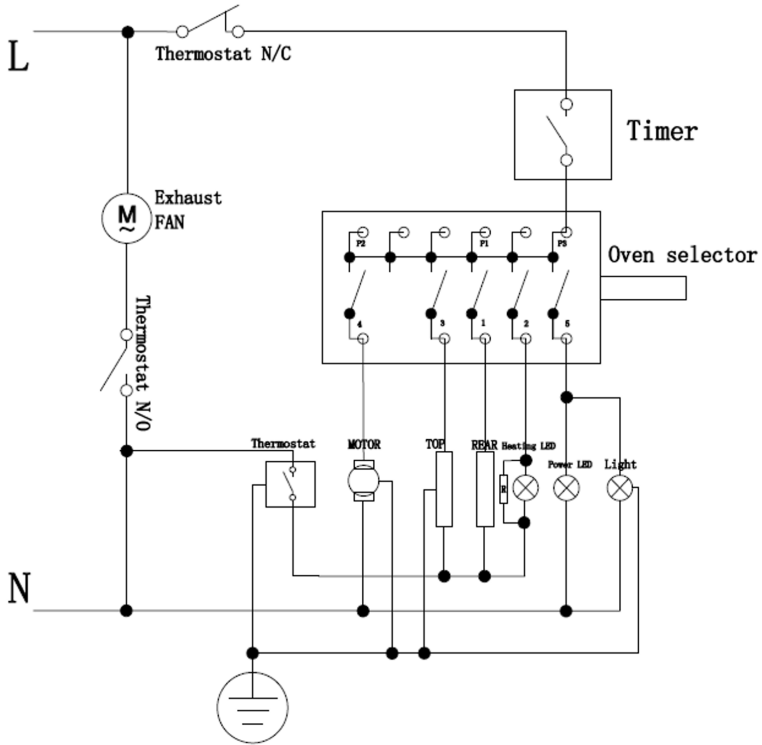 L
Thermostat N/C
Timer
Exhaust
FAN
M
~
P2
P1
P3
Oven selector
4
3
1
2
5
Thermostat N/O
Thermostat
MOTOR
TOP
REAR
Heating LED
Power LED
Light
R
N